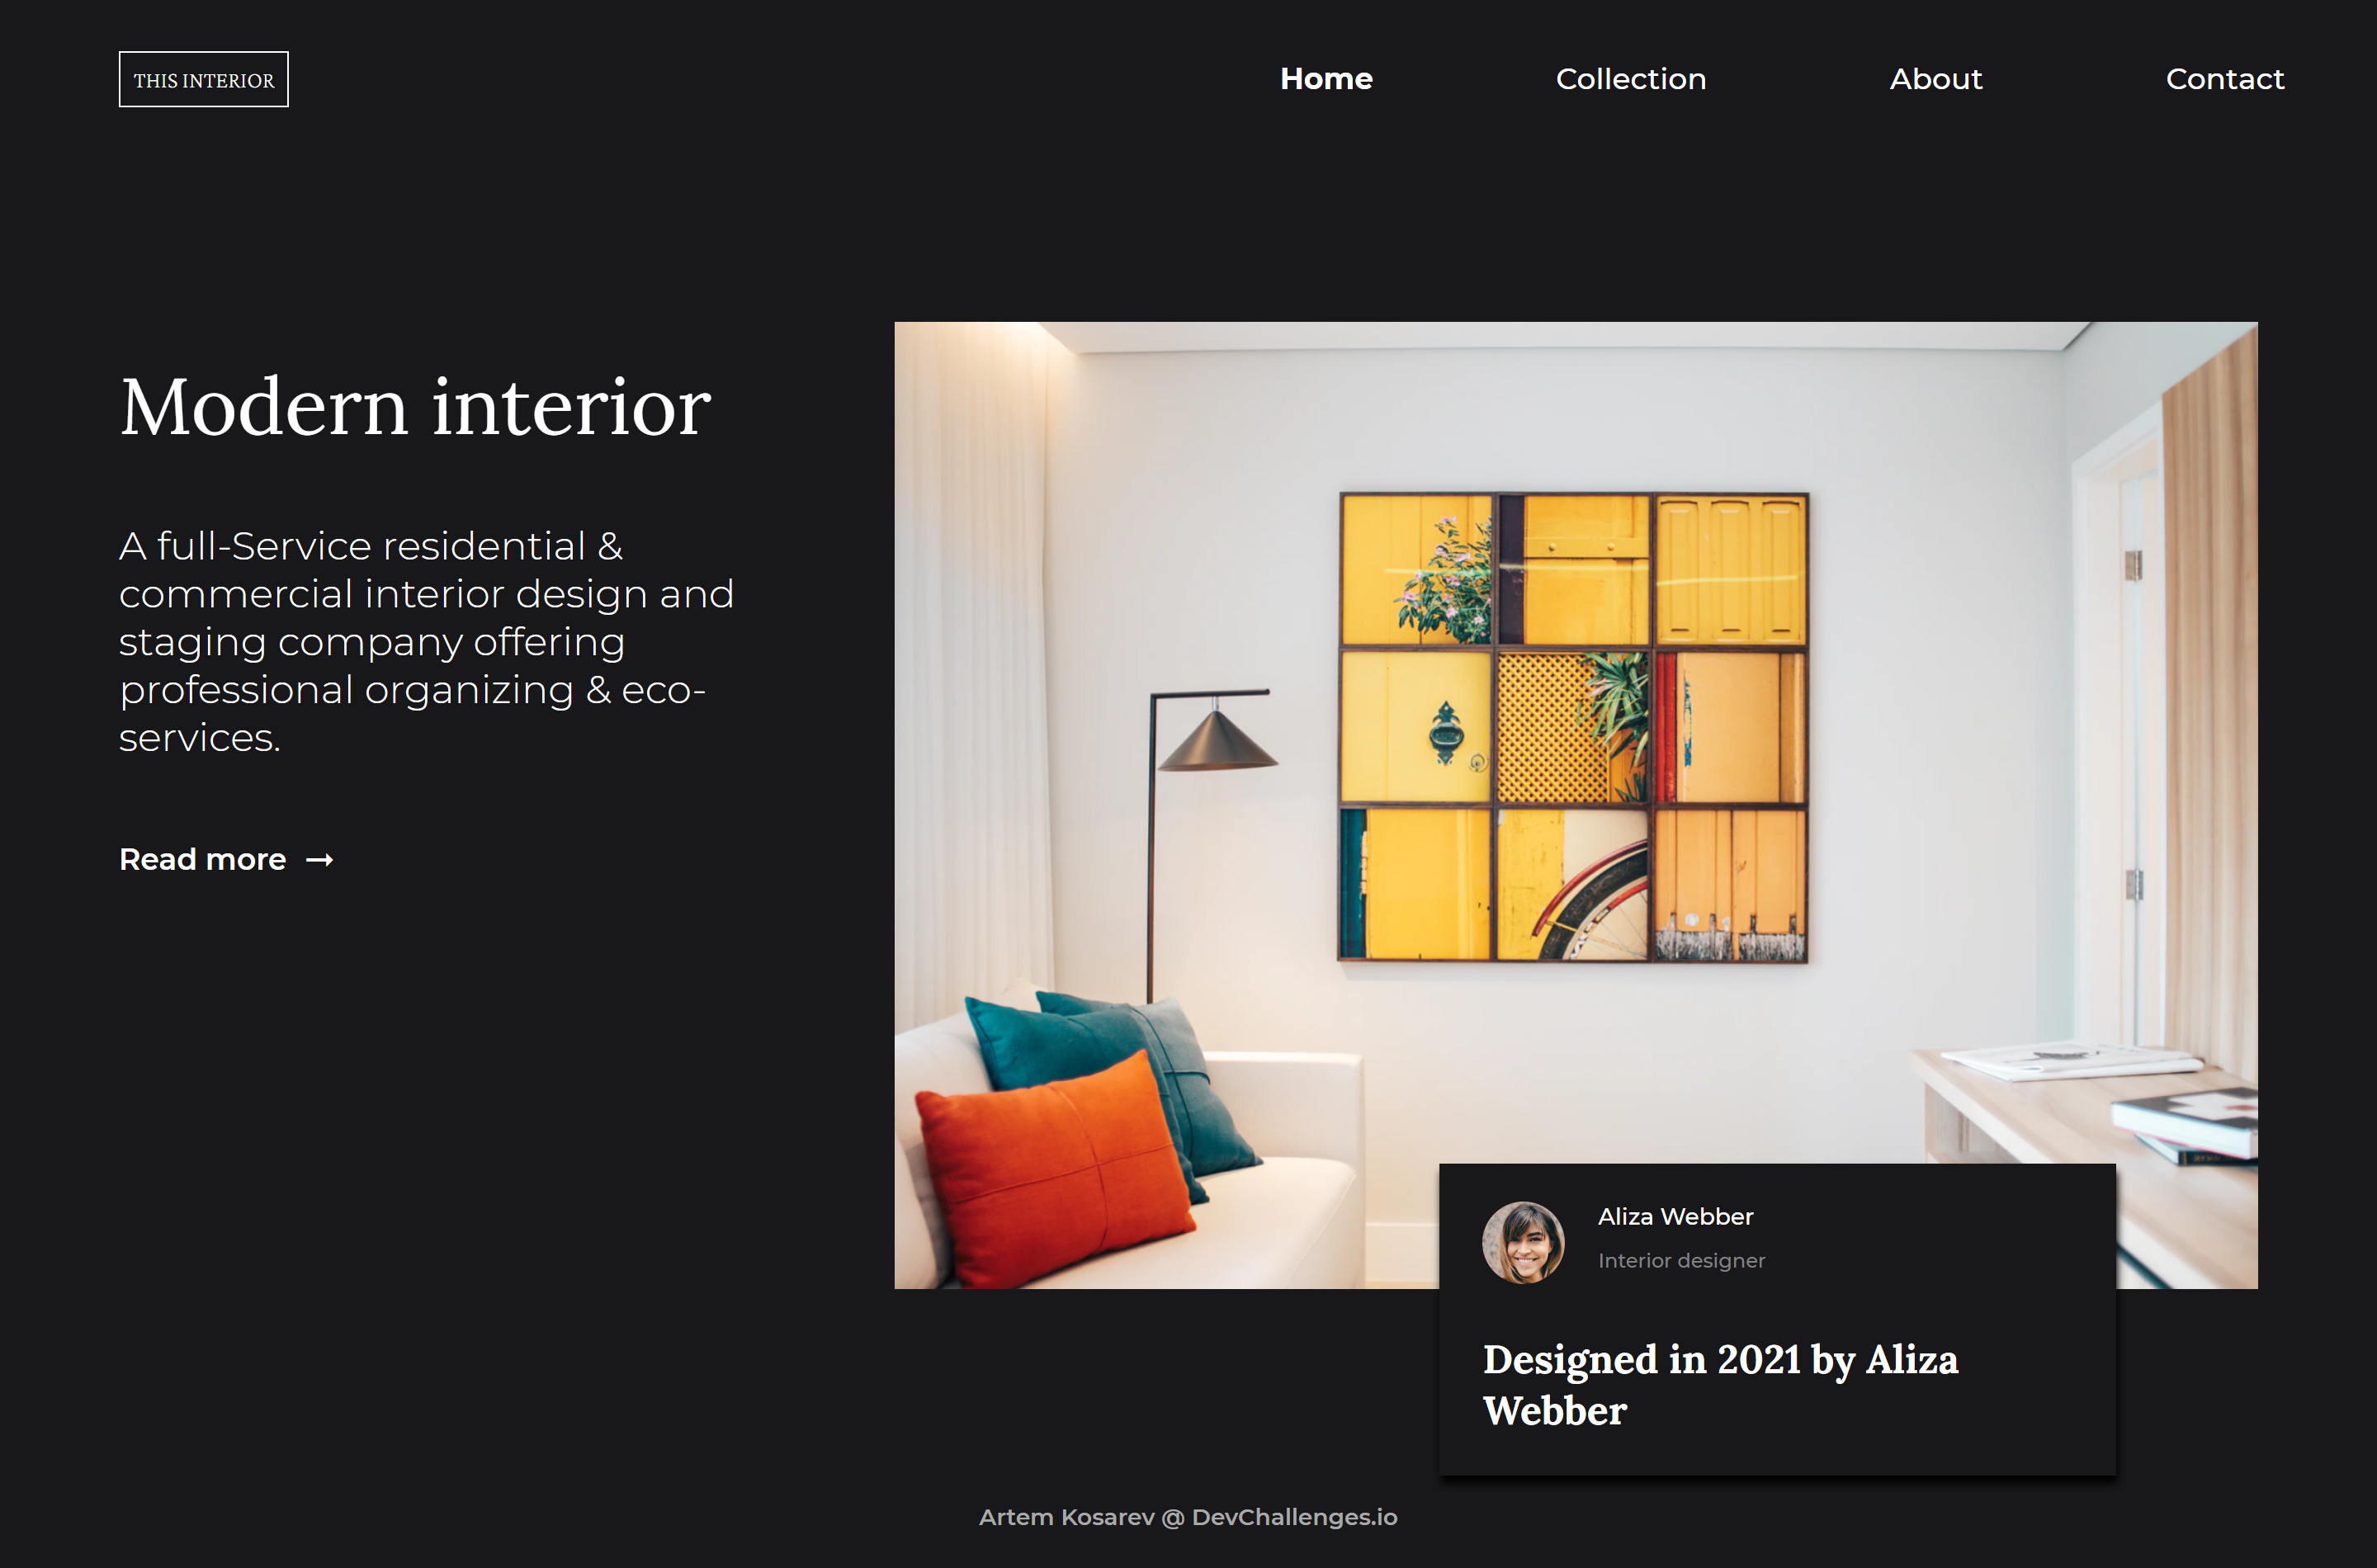 THIS INTERIOR
Home
Collection
About
Contact
Modern interior
A full-Service residential &
commercial interior design and
staging company offering
professional organizing & eco-
services.
Read more →
Aliza Webber
Interior designer
Designed in 2021 by Aliza
Webber
Artem Kosarev @ DevChallenges.io